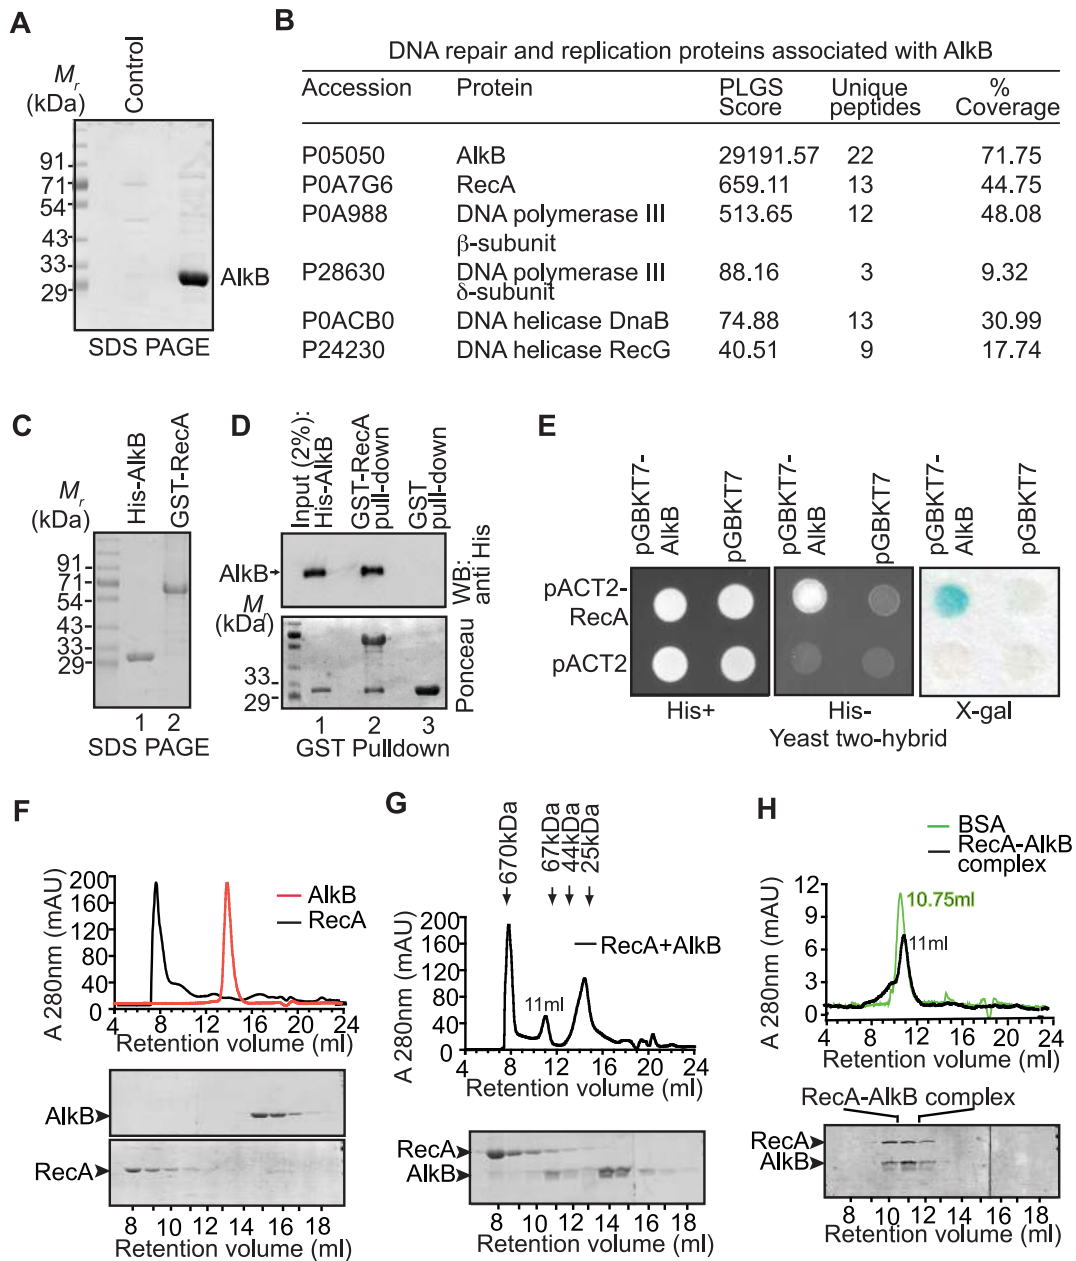 A
Mr
(kDa)
Control
91
71
54
43
33
29
AlkB
SDS PAGE
B
DNA repair and replication proteins associated with AlkB
Accession Protein PLGS Score Unique peptides % Coverage
P05050 AlkB 29191.57 22 71.75
P0A7G6 RecA 659.11 13 44.75
P0A988 DNA polymerase III β-subunit 513.65 12 48.08
P28630 DNA polymerase III δ-subunit 88.16 3 9.32
P0ACB0 DNA helicase DnaB 74.88 13 30.99
P24230 DNA helicase RecG 40.51 9 17.74
C
Mr
(kDa)
His-AlkB
GST-RecA
91
71
54
43
33
29
1 2
SDS PAGE
D
Input (2%):
His-AlkB
GST-RecA
pull-down
GST
pull-down
AlkB
WB:
anti His
M
(kDa)
33
29
Ponceau
1 2 3
GST Pulldown
E
pGBKT7-
AlkB
pGBKT7
pGBKT7-
AlkB
pGBKT7
pGBKT7-
AlkB
pGBKT7
pACT2-
RecA
pACT2
His+ His- X-gal
Yeast two-hybrid
F
A 280nm (mAU)
200
160
120
80
40
0
AlkB
RecA
4 8 12 16 20 24
Retention volume (ml)
AlkB
RecA
8 10 12 14 16 18
Retention volume (ml)
G
670kDa
67kDa
44kDa
25kDa
A 280nm (mAU)
200
160
120
80
40
0
RecA+AlkB
11ml
4 8 12 16 20 24
Retention volume (ml)
RecA
AlkB
8 10 12 14 16 18
Retention volume (ml)
H
BSA
RecA-AlkB
complex
A 280nm (mAU)
12
9
6
3
0
10.75ml
11ml
4 8 12 16 20 24
Retention volume (ml)
RecA-AlkB complex
RecA
AlkB
8 10 12 14 16 18
Retention volume (ml)